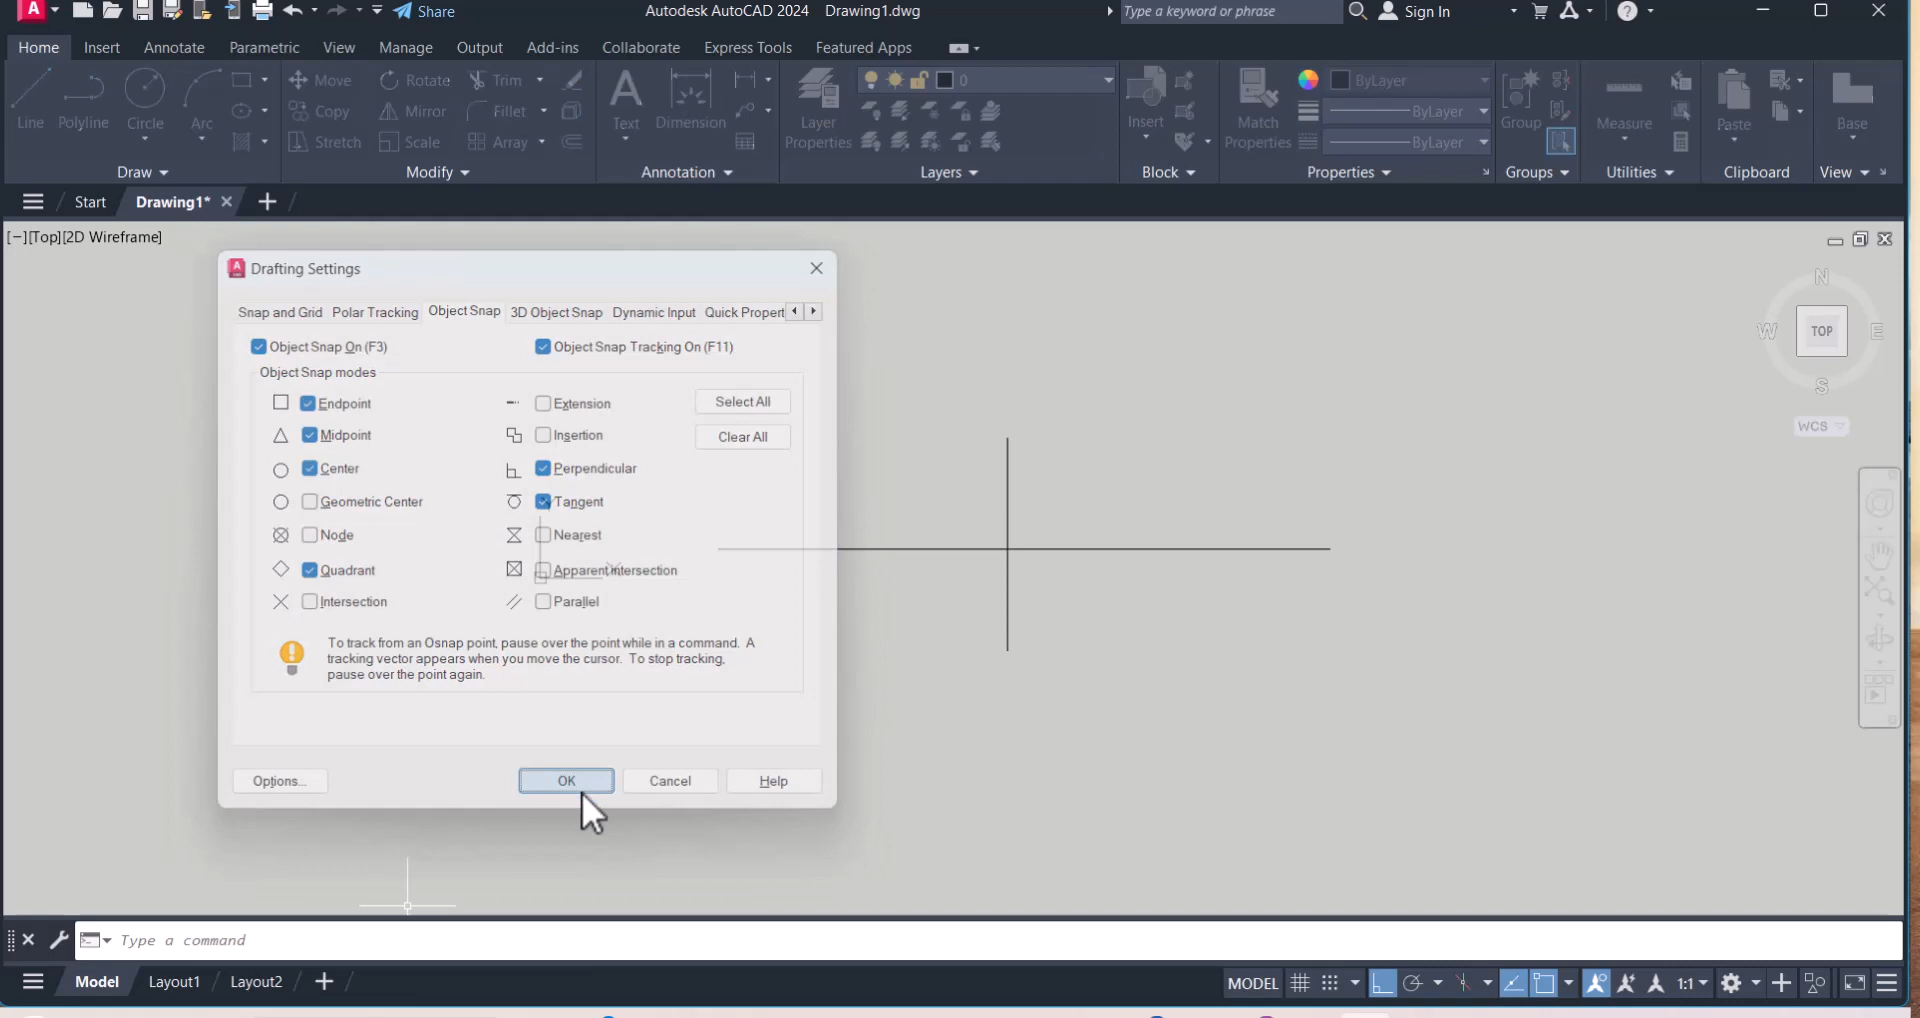 A Share Autodesk AutoCAD 2024 Drawing1.dwg Type a keyword or phrase Sign In
Home Insert Annotate Parametric View Manage Output Add-ins Collaborate Express Tools Featured Apps
Line Polyline Circle Arc
Move Rotate Trim
Copy Mirror Fillet
Stretch Scale Array
Text Dimension
Layer Properties
0
Insert
Match Properties
ByLayer
ByLayer
ByLayer
Group
Measure
Paste
Base
Draw Modify Annotation Layers Block Properties Groups Utilities Clipboard View
Start Drawing1* +
[−][Top][2D Wireframe]
N
W TOP E
S
WCS
Drafting Settings
Snap and Grid Polar Tracking Object Snap 3D Object Snap Dynamic Input Quick Propert
Object Snap On (F3) Object Snap Tracking On (F11)
Object Snap modes
Endpoint Extension Select All
Midpoint Insertion Clear All
Center Perpendicular
Geometric Center Tangent
Node Nearest
Quadrant Apparent intersection
Intersection Parallel
To track from an Osnap point, pause over the point while in a command. A
tracking vector appears when you move the cursor. To stop tracking,
pause over the point again.
Options... OK Cancel Help
Type a command
Model Layout1 Layout2 + MODEL 1:1